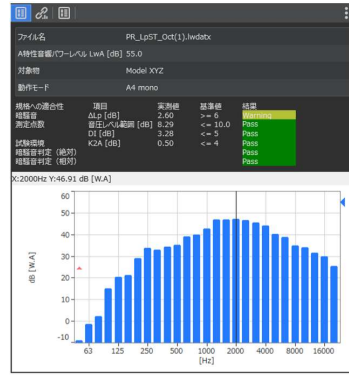 ファイル名 PR_LpST_Oct(1).lwdatx
A特性音響パワーレベル LwA [dB] 55.0
対象物 Model XYZ
動作モード A4 mono
規格への適合性 項目 実測値 基準値 結果
暗騒音 ΔLp [dB] 2.60 >= 6 Warning
測定点数 音圧レベル範囲 [dB] 8.29 <= 10.0 Pass
DI [dB] 3.28 <= 5 Pass
試験環境 K2A [dB] 0.50 <= 4 Pass
暗騒音判定（絶対） Pass
暗騒音判定（相対） Pass
X:2000Hz Y:46.91 dB [W.A]
dB [W.A]
60
50
40
30
20
10
0
-10
63 125 250 500 1000 2000 4000 8000 16000
[Hz]